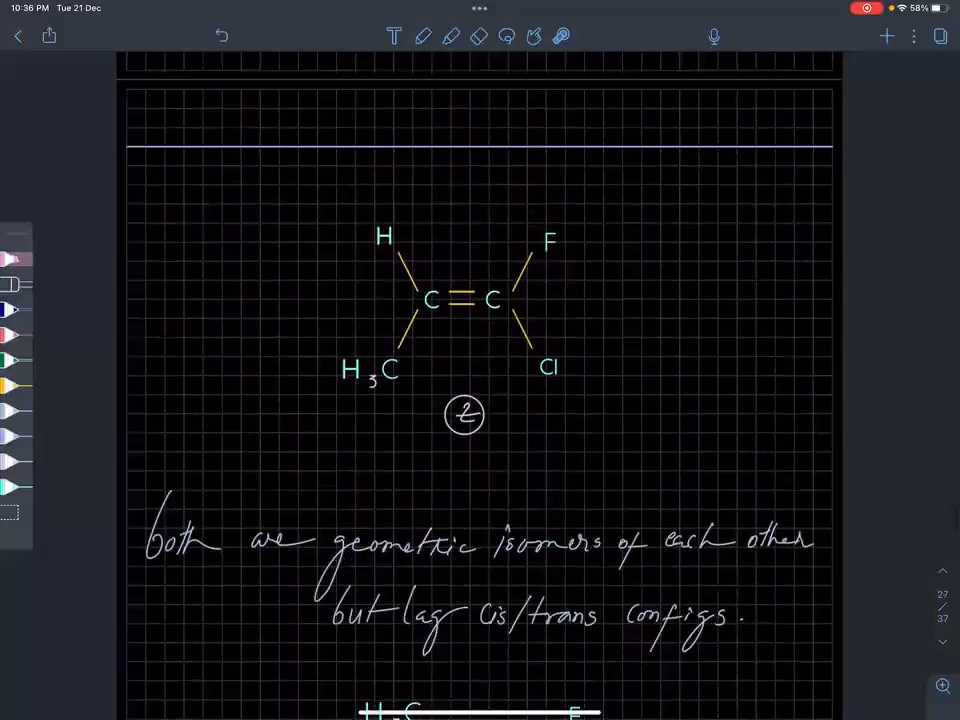 10:36 PM Tue 21 Dec
58%
H F
C = C
H3C Cl
2
both are geometric isomers of each other
but lag cis/trans configs.
27
/
37
H3C F